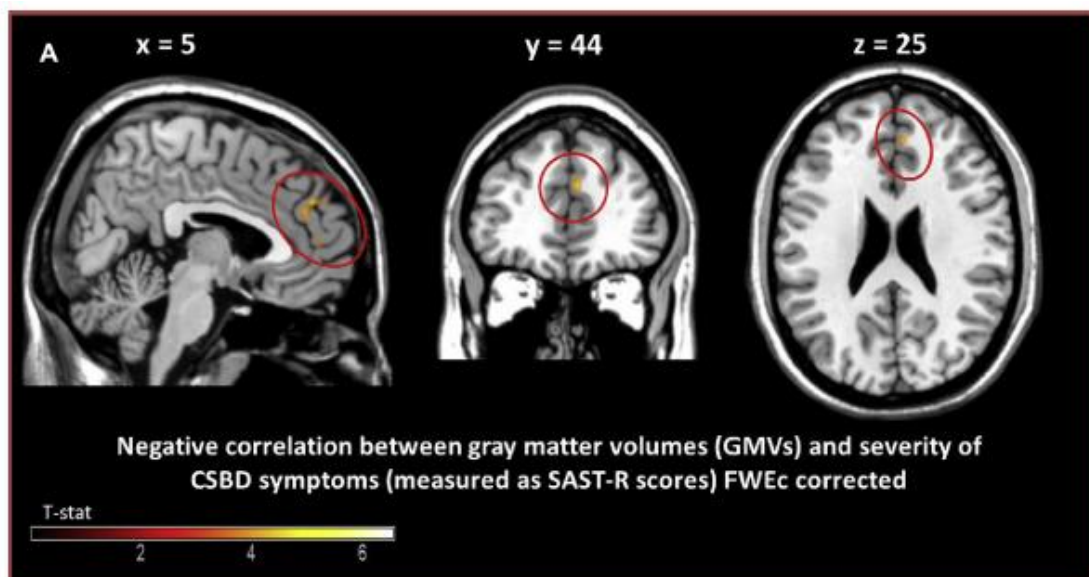 A
x = 5
y = 44
z = 25
Negative correlation between gray matter volumes (GMVs) and severity of
CSBD symptoms (measured as SAST-R scores) FWEc corrected
T-stat
2 4 6